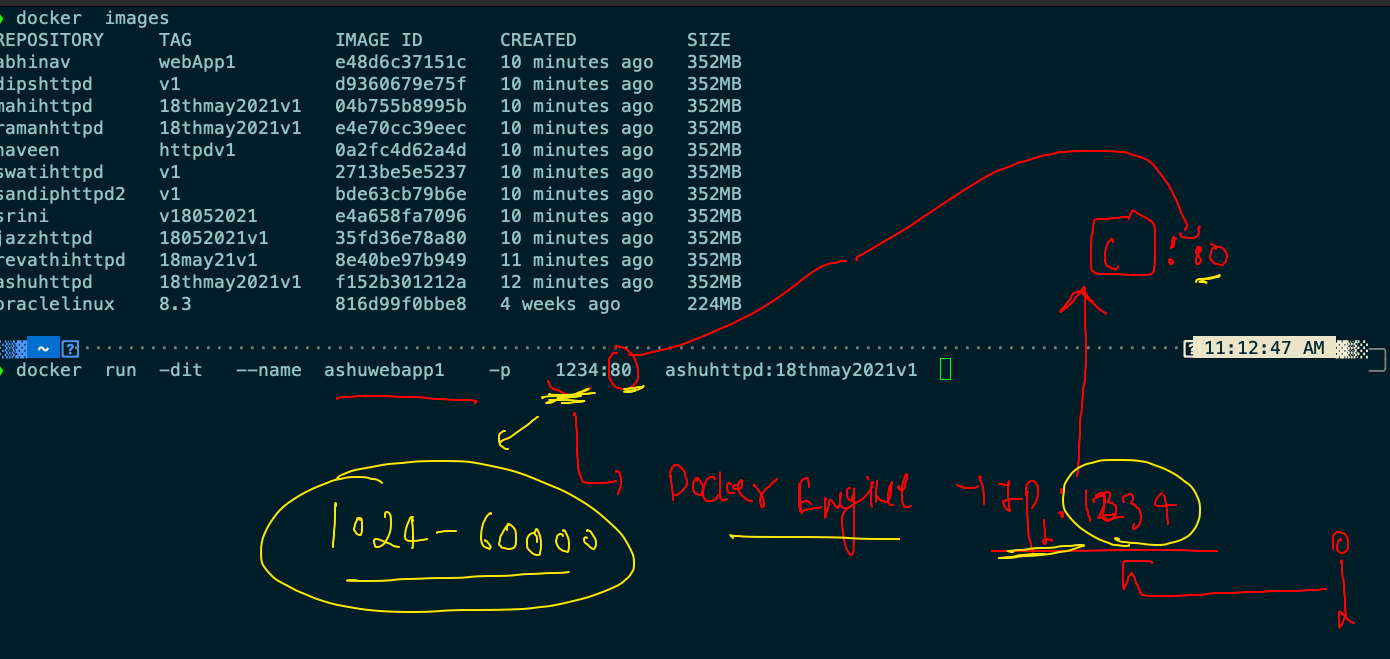 docker images
REPOSITORY TAG IMAGE ID CREATED SIZE
abhinav webApp1 e48d6c37151c 10 minutes ago 352MB
dipshttpd v1 d9360679e75f 10 minutes ago 352MB
mahihttpd 18thmay2021v1 04b755b8995b 10 minutes ago 352MB
ramanhttpd 18thmay2021v1 e4e70cc39eec 10 minutes ago 352MB
naveen httpdv1 0a2fc4d62a4d 10 minutes ago 352MB
swatihttpd v1 2713be5e5237 10 minutes ago 352MB
sandiphttpd2 v1 bde63cb79b6e 10 minutes ago 352MB
srini v18052021 e4a658fa7096 10 minutes ago 352MB
jazzhttpd 18052021v1 35fd36e78a80 10 minutes ago 352MB
revathihttpd 18may21v1 8e40be97b949 11 minutes ago 352MB
ashuhttpd 18thmay2021v1 f152b301212a 12 minutes ago 352MB
oraclelinux 8.3 816d99f0bbe8 4 weeks ago 224MB
C : 80
~ 11:12:47 AM
docker run -dit --name ashuwebapp1 -p 1234:80 ashuhttpd:18thmay2021v1
Docker Engine IP : 1234
1024 - 60000